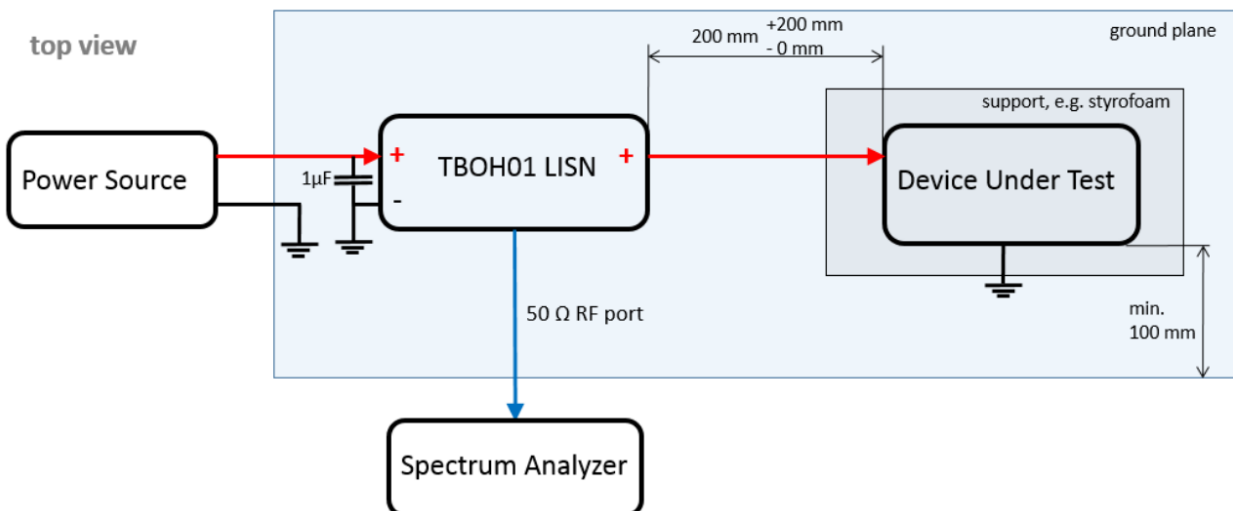 top view
+200 mm
200 mm
- 0 mm
ground plane
support, e.g. styrofoam
Power Source
1µF
+
-
TBOH01 LISN
+
Device Under Test
50 Ω RF port
min.
100 mm
Spectrum Analyzer